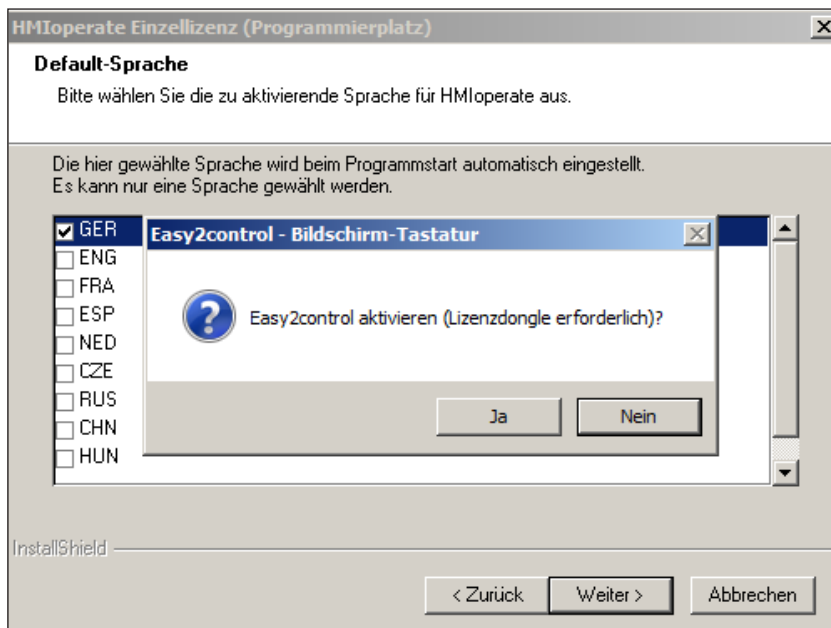 HMIoperate Einzellizenz (Programmierplatz)
Default-Sprache
Bitte wählen Sie die zu aktivierende Sprache für HMIoperate aus.
Die hier gewählte Sprache wird beim Programmstart automatisch eingestellt.
Es kann nur eine Sprache gewählt werden.
GER
ENG
FRA
ESP
NED
CZE
RUS
CHN
HUN
Easy2control - Bildschirm-Tastatur
Easy2control aktivieren (Lizenzdongle erforderlich)?
Ja Nein
InstallShield
< Zurück Weiter > Abbrechen